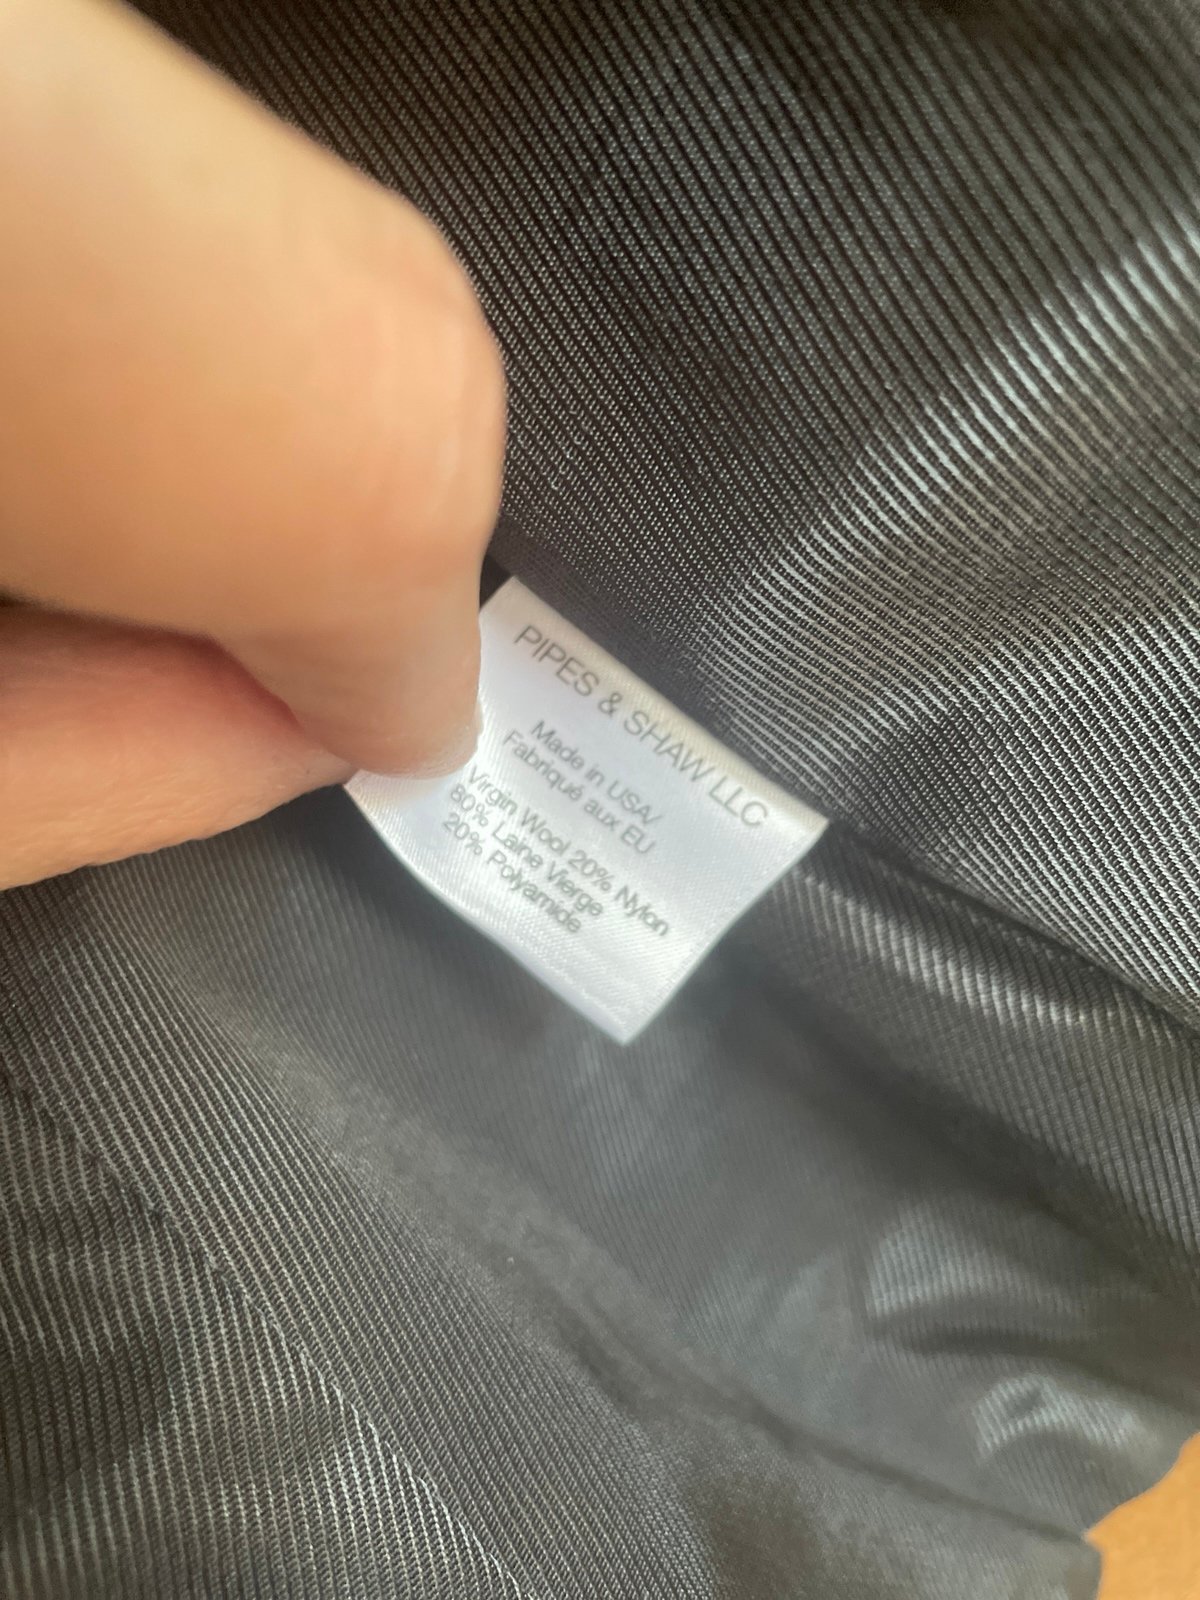 PIPES & SHAW LLC
Made in USA/
Fabriqué aux EU
Virgin Wool 20% Nylon
80% Laine Vierge
20% Polyamide